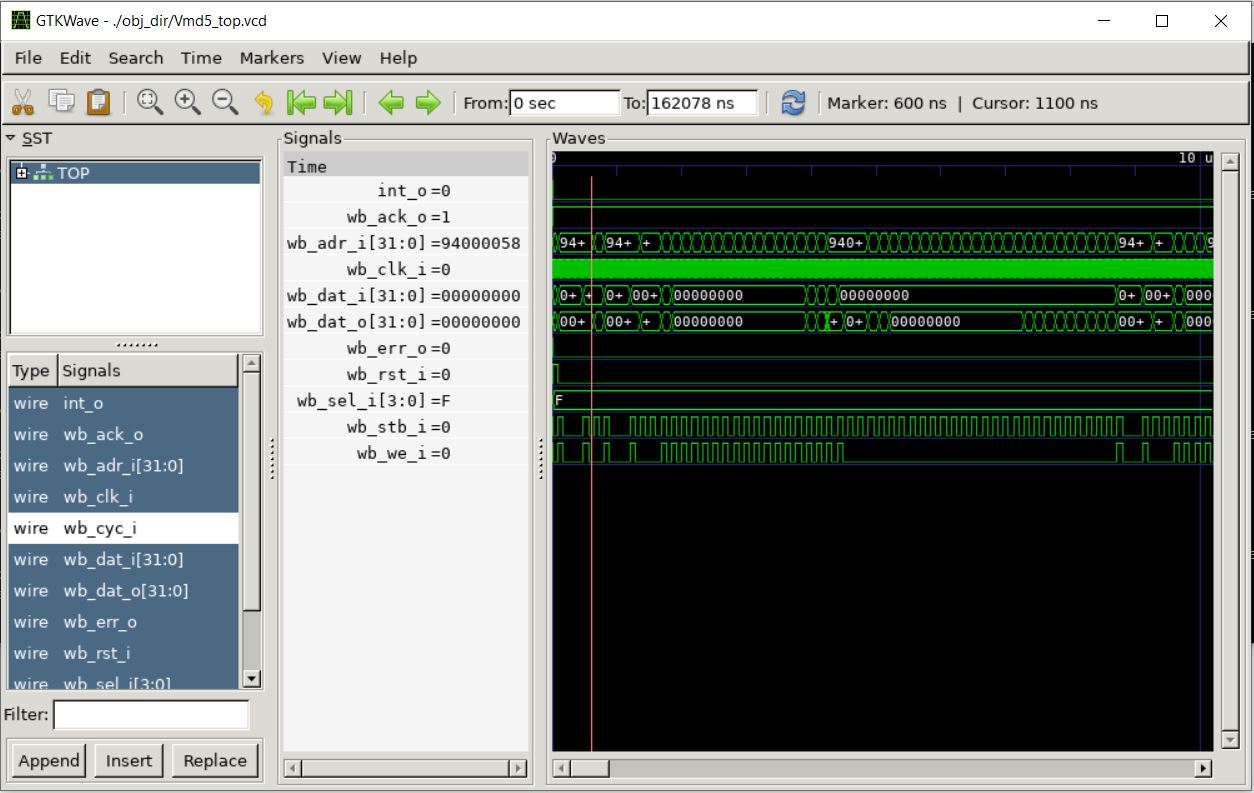 GTKWave - ./obj_dir/Vmd5_top.vcd
File Edit Search Time Markers View Help
From: 0 sec To: 162078 ns Marker: 600 ns | Cursor: 1100 ns
SST
TOP
Type Signals
wire int_o
wire wb_ack_o
wire wb_adr_i[31:0]
wire wb_clk_i
wire wb_cyc_i
wire wb_dat_i[31:0]
wire wb_dat_o[31:0]
wire wb_err_o
wire wb_rst_i
wire wb_sel_i[3:0]
Filter:
Append Insert Replace
Signals
Time
int_o =0
wb_ack_o =1
wb_adr_i[31:0] =94000058
wb_clk_i =0
wb_dat_i[31:0] =00000000
wb_dat_o[31:0] =00000000
wb_err_o =0
wb_rst_i =0
wb_sel_i[3:0] =F
wb_stb_i =0
wb_we_i =0
Waves
0 10 u
94+ 94+ + 940+ 94+ + 9
0+ + 0+ 00+ 00000000 00000000 0+ 00+ 000
00+ 00+ + 00000000 + 0+ 00000000 00+ + 000
F